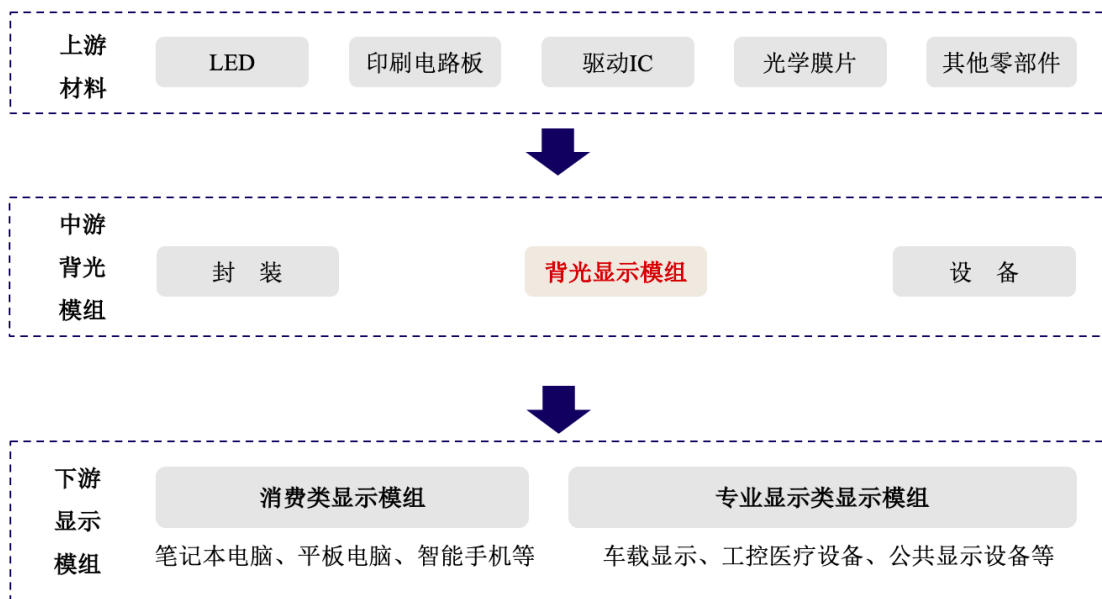 上游
材料
LED
印刷电路板
驱动IC
光学膜片
其他零部件
中游
背光
模组
封 装
背光显示模组
设 备
下游
显示
模组
消费类显示模组
专业显示类显示模组
笔记本电脑、平板电脑、智能手机等
车载显示、工控医疗设备、公共显示设备等